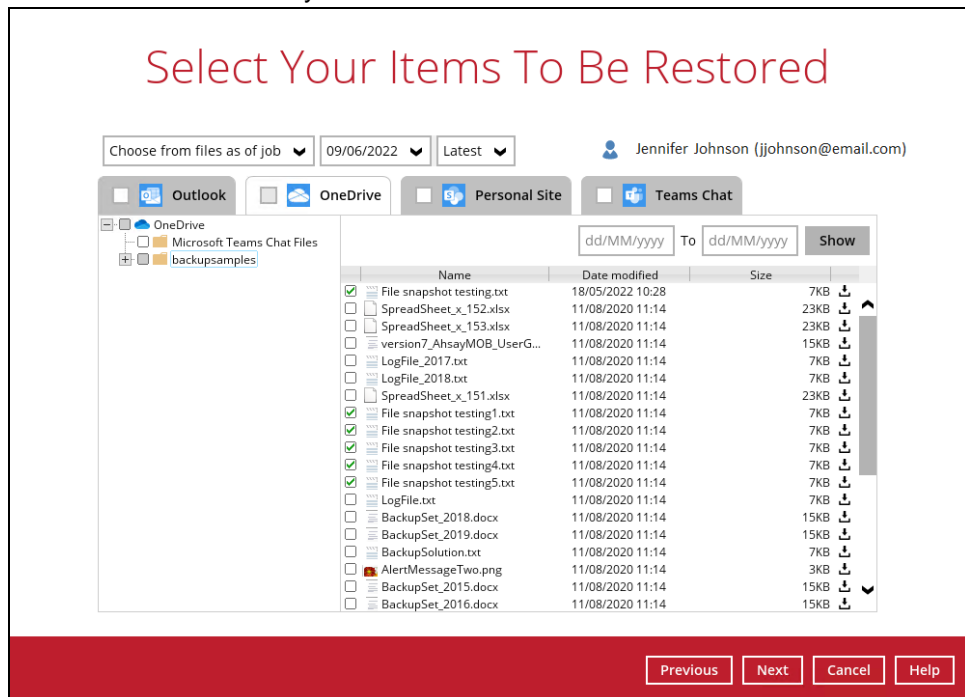 Select Your Items To Be Restored
Choose from files as of job 09/06/2022 Latest Jennifer Johnson (jjohnson@email.com)
Outlook OneDrive Personal Site Teams Chat
OneDrive
Microsoft Teams Chat Files
backupsamples
dd/MM/yyyy To dd/MM/yyyy Show
Name Date modified Size
File snapshot testing.txt 18/05/2022 10:28 7KB
SpreadSheet_x_152.xlsx 11/08/2020 11:14 23KB
SpreadSheet_x_153.xlsx 11/08/2020 11:14 23KB
version7_AhsayMOB_UserG... 11/08/2020 11:14 15KB
LogFile_2017.txt 11/08/2020 11:14 7KB
LogFile_2018.txt 11/08/2020 11:14 7KB
SpreadSheet_x_151.xlsx 11/08/2020 11:14 23KB
File snapshot testing1.txt 11/08/2020 11:14 7KB
File snapshot testing2.txt 11/08/2020 11:14 7KB
File snapshot testing3.txt 11/08/2020 11:14 7KB
File snapshot testing4.txt 11/08/2020 11:14 7KB
File snapshot testing5.txt 11/08/2020 11:14 7KB
LogFile.txt 11/08/2020 11:14 7KB
BackupSet_2018.docx 11/08/2020 11:14 15KB
BackupSet_2019.docx 11/08/2020 11:14 15KB
BackupSolution.txt 11/08/2020 11:14 7KB
AlertMessageTwo.png 11/08/2020 11:14 3KB
BackupSet_2015.docx 11/08/2020 11:14 15KB
BackupSet_2016.docx 11/08/2020 11:14 15KB
Previous Next Cancel Help